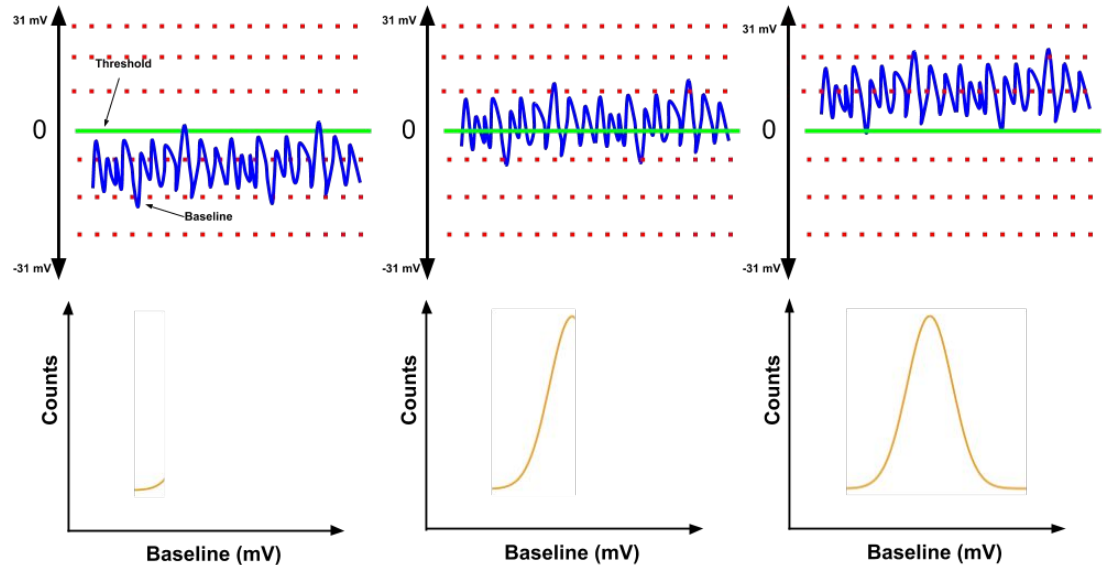 31 mV
Threshold
0
Baseline
-31 mV
Counts
Baseline (mV)
31 mV
0
-31 mV
Counts
Baseline (mV)
31 mV
0
-31 mV
Counts
Baseline (mV)